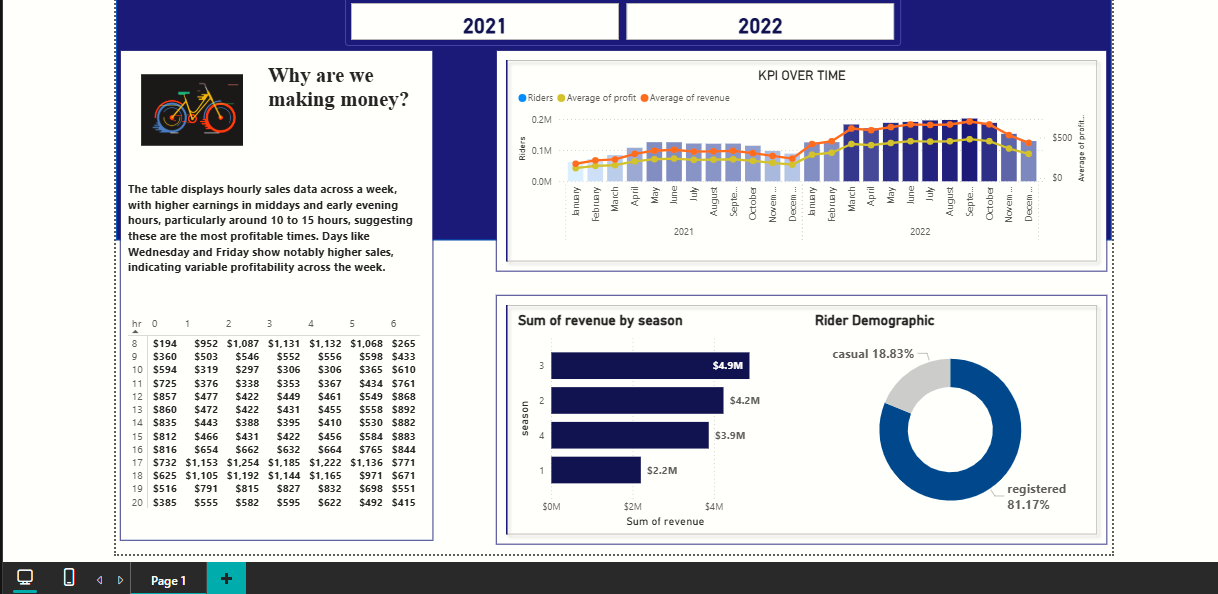 2021
2022
Why are we
making money?
The table displays hourly sales data across a week,
with higher earnings in middays and early evening
hours, particularly around 10 to 15 hours, suggesting
these are the most profitable times. Days like
Wednesday and Friday show notably higher sales,
indicating variable profitability across the week.
hr 0 1 2 3 4 5 6
8 $194 $952 $1,087 $1,131 $1,132 $1,068 $265
9 $360 $503 $546 $552 $556 $598 $433
10 $594 $319 $297 $306 $306 $365 $610
11 $725 $376 $338 $353 $367 $434 $761
12 $857 $477 $422 $449 $461 $549 $868
13 $860 $472 $422 $431 $455 $558 $892
14 $835 $443 $388 $395 $410 $530 $882
15 $812 $466 $431 $422 $456 $584 $883
16 $816 $654 $662 $632 $664 $765 $844
17 $732 $1,153 $1,254 $1,185 $1,222 $1,136 $771
18 $625 $1,105 $1,192 $1,144 $1,165 $971 $671
19 $516 $791 $815 $827 $832 $698 $551
20 $385 $555 $582 $595 $622 $492 $415
KPI OVER TIME
Riders Average of profit Average of revenue
0.2M
0.1M
0.0M
Riders
$500
$0
Average of profit...
January February March April May June July August Septe... October Novem... Decem... January February March April May June July August Septe... October Novem... Decem...
2021 2022
Sum of revenue by season
season
3 $4.9M
2 $4.2M
4 $3.9M
1 $2.2M
$0M $2M $4M
Sum of revenue
Rider Demographic
casual 18.83%
registered
81.17%
Page 1
+